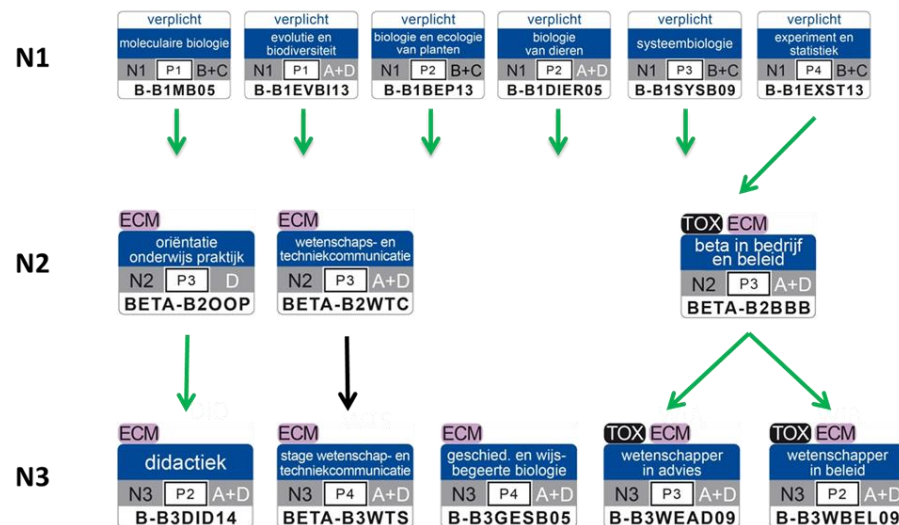 N1
verplicht
moleculaire biologie
N1 P1 B+C
B-B1MB05
verplicht
evolutie en
biodiversiteit
N1 P1 A+D
B-B1EVBI13
verplicht
biologie en ecologie
van planten
N1 P2 B+C
B-B1BEP13
verplicht
biologie
van dieren
N1 P2 A+D
B-B1DIER05
verplicht
systeembiologie
N1 P3 B+C
B-B1SYSB09
verplicht
experiment en
statistiek
N1 P4 B+C
B-B1EXST13
N2
ECM
oriëntatie
onderwijs praktijk
N2 P3 D
BETA-B2OOP
ECM
wetenschaps- en
techniekcommunicatie
N2 P3 A+D
BETA-B2WTC
TOX ECM
beta in bedrijf
en beleid
N2 P3 A+D
BETA-B2BBB
N3
ECM
didactiek
N3 P2 A+D
B-B3DID14
ECM
stage wetenschap- en
techniekcommunicatie
N3 P4 A+D
BETA-B3WTS
ECM
geschied. en wijs-
begeerte biologie
N3 P4 A+D
B-B3GESB05
TOX ECM
wetenschapper
in advies
N3 P3 A+D
B-B3WEAD09
TOX ECM
wetenschapper
in beleid
N3 P2 A+D
B-B3WBEL09